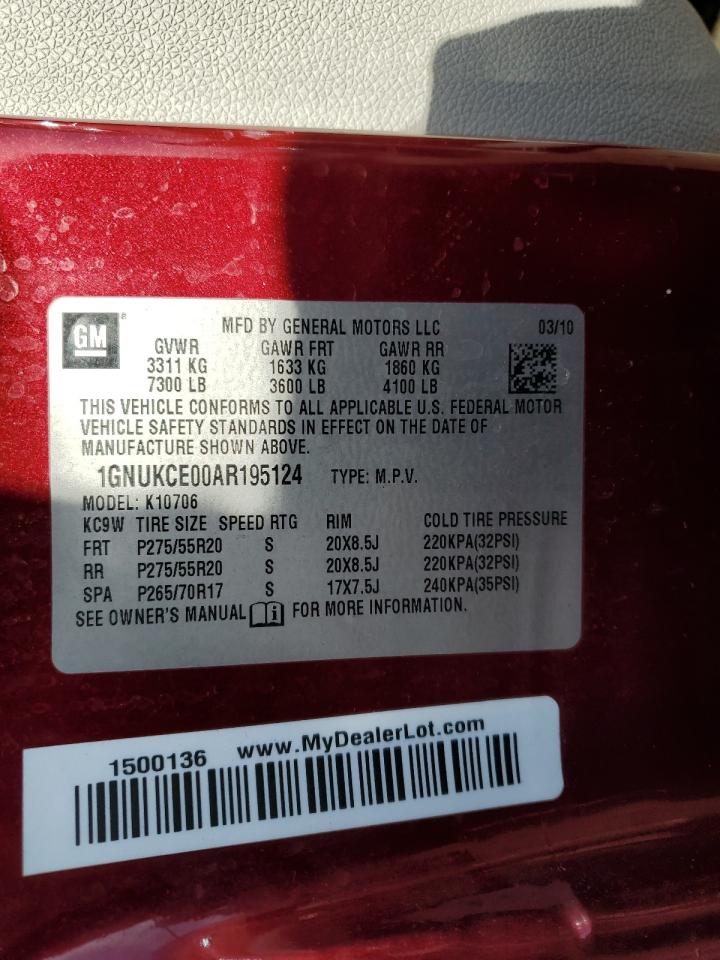 GM ®
MFD BY GENERAL MOTORS LLC 03/10
GVWR GAWR FRT GAWR RR
3311 KG 1633 KG 1860 KG
7300 LB 3600 LB 4100 LB
THIS VEHICLE CONFORMS TO ALL APPLICABLE U.S. FEDERAL MOTOR
VEHICLE SAFETY STANDARDS IN EFFECT ON THE DATE OF
MANUFACTURE SHOWN ABOVE.
1GNUKCE00AR195124 TYPE: M.P.V.
MODEL: K10706
KC9W TIRE SIZE SPEED RTG RIM COLD TIRE PRESSURE
FRT P275/55R20 S 20X8.5J 220KPA(32PSI)
RR P275/55R20 S 20X8.5J 220KPA(32PSI)
SPA P265/70R17 S 17X7.5J 240KPA(35PSI)
SEE OWNER'S MANUAL FOR MORE INFORMATION.
1500136 www.MyDealerLot.com